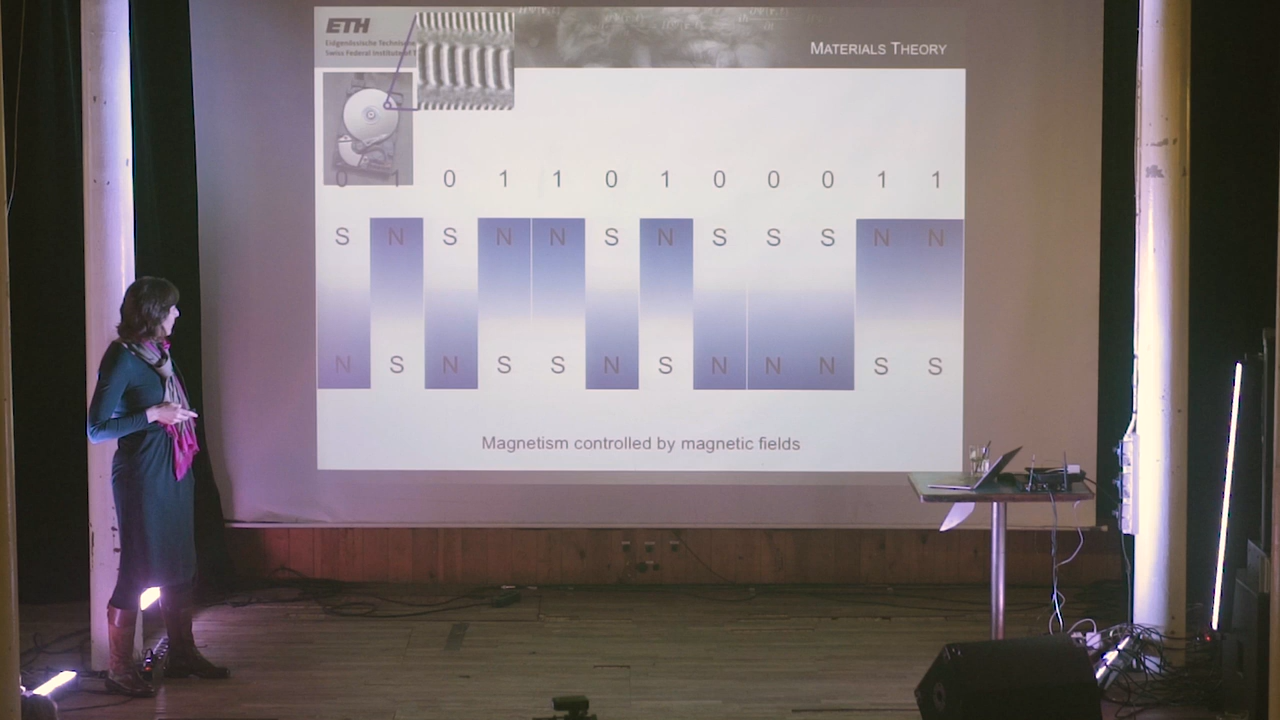 ETH
Eidgenössische Technische
Swiss Federal Institute of T
MATERIALS THEORY
0 1 0 1 1 0 1 0 0 0 1 1
S N S N N S N S S S N N
N S N S S N S N N N S S
Magnetism controlled by magnetic fields